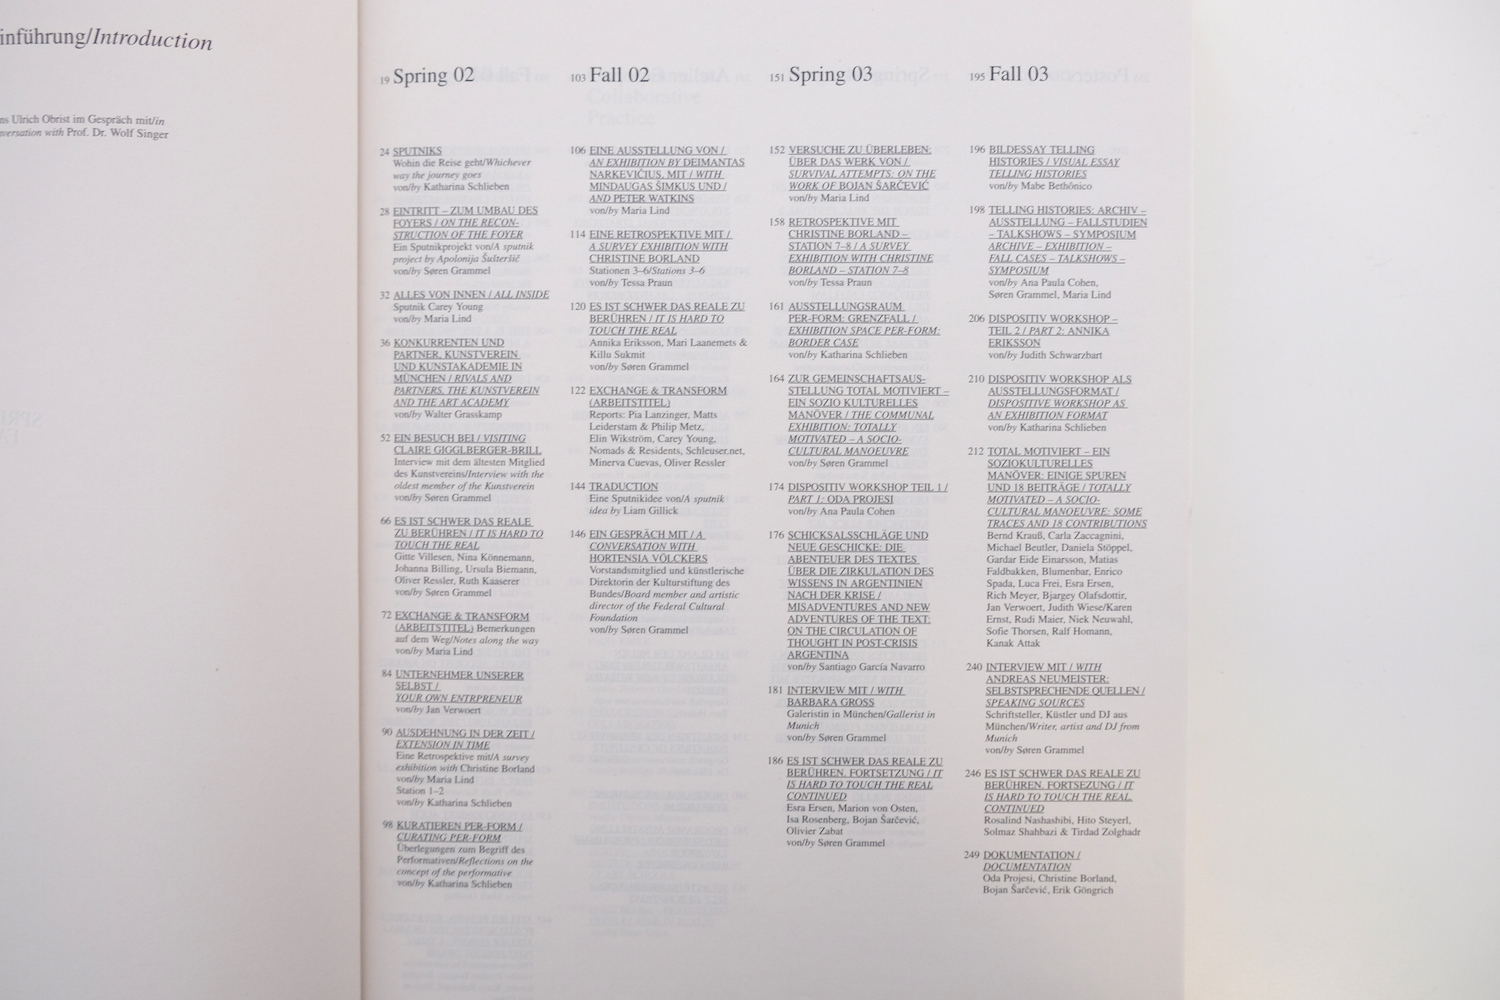 inführung/Introduction
ns Ulrich Obrist im Gespräch mit/in
versation with Prof. Dr. Wolf Singer
19 Spring 02
24 SPUTNIKS
Wohin die Reise geht/Whichever
way the journey goes
von/by Katharina Schlieben
28 EINTRITT – ZUM UMBAU DES
FOYERS / ON THE RECON-
STRUCTION OF THE FOYER
Ein Sputnikprojekt von/A sputnik
project by Apolonija Šušteršič
von/by Søren Grammel
32 ALLES VON INNEN / ALL INSIDE
Sputnik Carey Young
von/by Maria Lind
36 KONKURRENTEN UND
PARTNER. KUNSTVEREIN
UND KUNSTAKADEMIE IN
MÜNCHEN / RIVALS AND
PARTNERS. THE KUNSTVEREIN
AND THE ART ACADEMY
von/by Walter Grasskamp
52 EIN BESUCH BEI / VISITING
CLAIRE GIGGLBERGER-BRILL
Interview mit dem ältesten Mitglied
des Kunstvereins/Interview with the
oldest member of the Kunstverein
von/by Søren Grammel
66 ES IST SCHWER DAS REALE
ZU BERÜHREN / IT IS HARD TO
TOUCH THE REAL
Gitte Villesen, Nina Könnemann,
Johanna Billing, Ursula Biemann,
Oliver Ressler, Ruth Kaaserer
von/by Søren Grammel
72 EXCHANGE & TRANSFORM
(ARBEITSTITEL) Bemerkungen
auf dem Weg/Notes along the way
von/by Maria Lind
84 UNTERNEHMER UNSERER
SELBST /
YOUR OWN ENTRPRENEUR
von/by Jan Verwoert
90 AUSDEHNUNG IN DER ZEIT /
EXTENSION IN TIME
Eine Retrospektive mit/A survey
exhibition with Christine Borland
von/by Maria Lind
Station 1–2
von/by Katharina Schlieben
98 KURATIEREN PER-FORM /
CURATING PER-FORM
Überlegungen zum Begriff des
Performativen/Reflections on the
concept of the performative
von/by Katharina Schlieben
103 Fall 02
106 EINE AUSSTELLUNG VON /
AN EXHIBITION BY DEIMANTAS
NARKEVIČIUS, MIT / WITH
MINDAUGAS ŠIMKUS UND /
AND PETER WATKINS
von/by Maria Lind
114 EINE RETROSPEKTIVE MIT /
A SURVEY EXHIBITION WITH
CHRISTINE BORLAND
Stationen 3–6/Stations 3–6
von/by Tessa Praun
120 ES IST SCHWER DAS REALE ZU
BERÜHREN / IT IS HARD TO
TOUCH THE REAL
Annika Eriksson, Mari Laanemets &
Killu Sukmit
von/by Søren Grammel
122 EXCHANGE & TRANSFORM
(ARBEITSTITEL)
Reports: Pia Lanzinger, Matts
Leiderstam & Philip Metz,
Elin Wikström, Carey Young,
Nomads & Residents, Schleuser.net,
Minerva Cuevas, Oliver Ressler
144 TRADUCTION
Eine Sputnikidee von/A sputnik
idea by Liam Gillick
146 EIN GESPRÄCH MIT / A
CONVERSATION WITH
HORTENSIA VÖLCKERS
Vorstandsmitglied und künstlerische
Direktorin der Kulturstiftung des
Bundes/Board member and artistic
director of the Federal Cultural
Foundation
von/by Søren Grammel
151 Spring 03
152 VERSUCHE ZU ÜBERLEBEN:
ÜBER DAS WERK VON /
SURVIVAL ATTEMPTS: ON THE
WORK OF BOJAN ŠARČEVIĆ
von/by Maria Lind
158 RETROSPEKTIVE MIT
CHRISTINE BORLAND –
STATION 7–8 / A SURVEY
EXHIBITION WITH CHRISTINE
BORLAND – STATION 7–8
von/by Tessa Praun
161 AUSSTELLUNGSRAUM
PER-FORM: GRENZFALL /
EXHIBITION SPACE PER-FORM:
BORDER CASE
von/by Katharina Schlieben
164 ZUR GEMEINSCHAFTSAUS-
STELLUNG TOTAL MOTIVIERT –
EIN SOZIO KULTURELLES
MANÖVER / THE COMMUNAL
EXHIBITION: TOTALLY
MOTIVATED – A SOCIO-
CULTURAL MANOEUVRE
von/by Søren Grammel
174 DISPOSITIV WORKSHOP TEIL 1 /
PART 1: ODA PROJESI
von/by Ana Paula Cohen
176 SCHICKSALSSCHLÄGE UND
NEUE GESCHICKE: DIE
ABENTEUER DES TEXTES
ÜBER DIE ZIRKULATION DES
WISSENS IN ARGENTINIEN
NACH DER KRISE /
MISADVENTURES AND NEW
ADVENTURES OF THE TEXT:
ON THE CIRCULATION OF
THOUGHT IN POST-CRISIS
ARGENTINA
von/by Santiago García Navarro
181 INTERVIEW MIT / WITH
BARBARA GROSS
Galeristin in München/Gallerist in
Munich
von/by Søren Grammel
186 ES IST SCHWER DAS REALE ZU
BERÜHREN. FORTSETZUNG / IT
IS HARD TO TOUCH THE REAL
CONTINUED
Esra Ersen, Marion von Osten,
Isa Rosenberg, Bojan Šarčević,
Olivier Zabat
von/by Søren Grammel
195 Fall 03
196 BILDESSAY TELLING
HISTORIES / VISUAL ESSAY
TELLING HISTORIES
von/by Mabe Bethônico
198 TELLING HISTORIES: ARCHIV –
AUSSTELLUNG – FALLSTUDIEN
– TALKSHOWS – SYMPOSIUM
ARCHIVE – EXHIBITION –
FALL CASES – TALKSHOWS –
SYMPOSIUM
von/by Ana Paula Cohen,
Søren Grammel, Maria Lind
206 DISPOSITIV WORKSHOP –
TEIL 2 / PART 2: ANNIKA
ERIKSSON
von/by Judith Schwarzbart
210 DISPOSITIV WORKSHOP ALS
AUSSTELLUNGSFORMAT /
DISPOSITIVE WORKSHOP AS
AN EXHIBITION FORMAT
von/by Katharina Schlieben
212 TOTAL MOTIVIERT – EIN
SOZIOKULTURELLES
MANÖVER: EINIGE SPUREN
UND 18 BEITRÄGE / TOTALLY
MOTIVATED – A SOCIO-
CULTURAL MANOEUVRE: SOME
TRACES AND 18 CONTRIBUTIONS
Bernd Krauß, Carla Zaccagnini,
Michael Beutler, Daniela Stöppel,
Gardar Eide Einarsson, Matias
Faldbakken, Blumenbar, Enrico
Spada, Luca Frei, Esra Ersen,
Rich Meyer, Bjargey Olafsdottir,
Jan Verwoert, Judith Wiese/Karen
Ernst, Rudi Maier, Niek Neuwahl,
Sofie Thorsen, Ralf Homann,
Kanak Attak
240 INTERVIEW MIT / WITH
ANDREAS NEUMEISTER:
SELBSTSPRECHENDE QUELLEN /
SPEAKING SOURCES
Schriftsteller, Küstler und DJ aus
München/Writer, artist and DJ from
Munich
von/by Søren Grammel
246 ES IST SCHWER DAS REALE ZU
BERÜHREN. FORTSEZUNG / IT
IS HARD TO TOUCH THE REAL.
CONTINUED
Rosalind Nashashibi, Hito Steyerl,
Solmaz Shahbazi & Tirdad Zolghadr
249 DOKUMENTATION /
DOCUMENTATION
Oda Projesi, Christine Borland,
Bojan Šarčević, Erik Göngrich